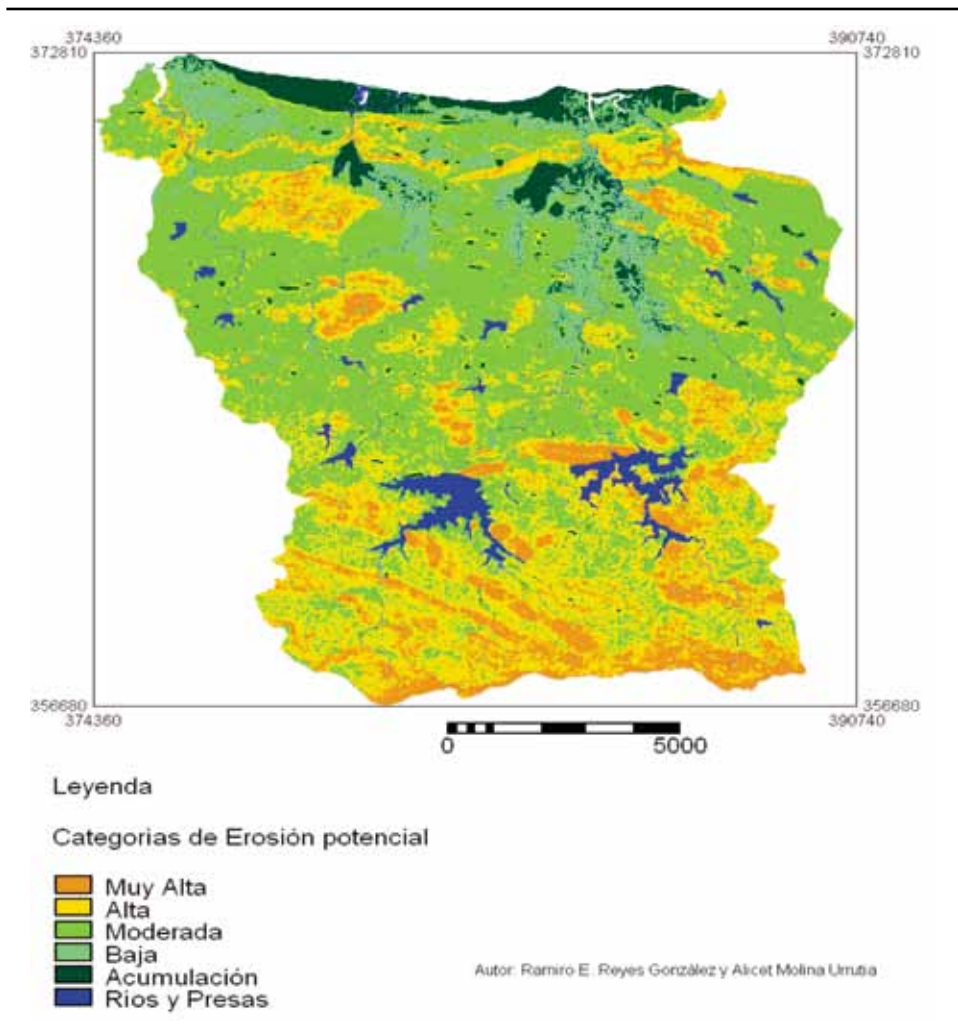 374360 390740
372810 372810
356680 356680
374360 390740
0 5000
Leyenda
Categorias de Erosión potencial
Muy Alta
Alta
Moderada
Baja
Acumulación
Rios y Presas
Autor: Ramiro E. Reyes González y Alicet Molina Urrutia